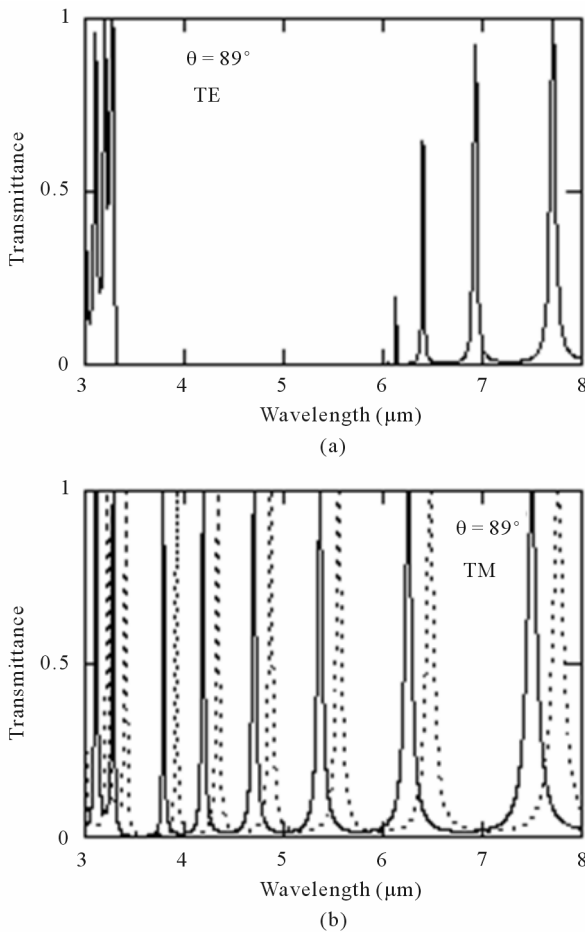 1
θ = 89°
TE
0.5
Transmittance
0
3 4 5 6 7 8
Wavelength (μm)
(a)
1
θ = 89°
TM
0.5
Transmittance
0
3 4 5 6 7 8
Wavelength (μm)
(b)